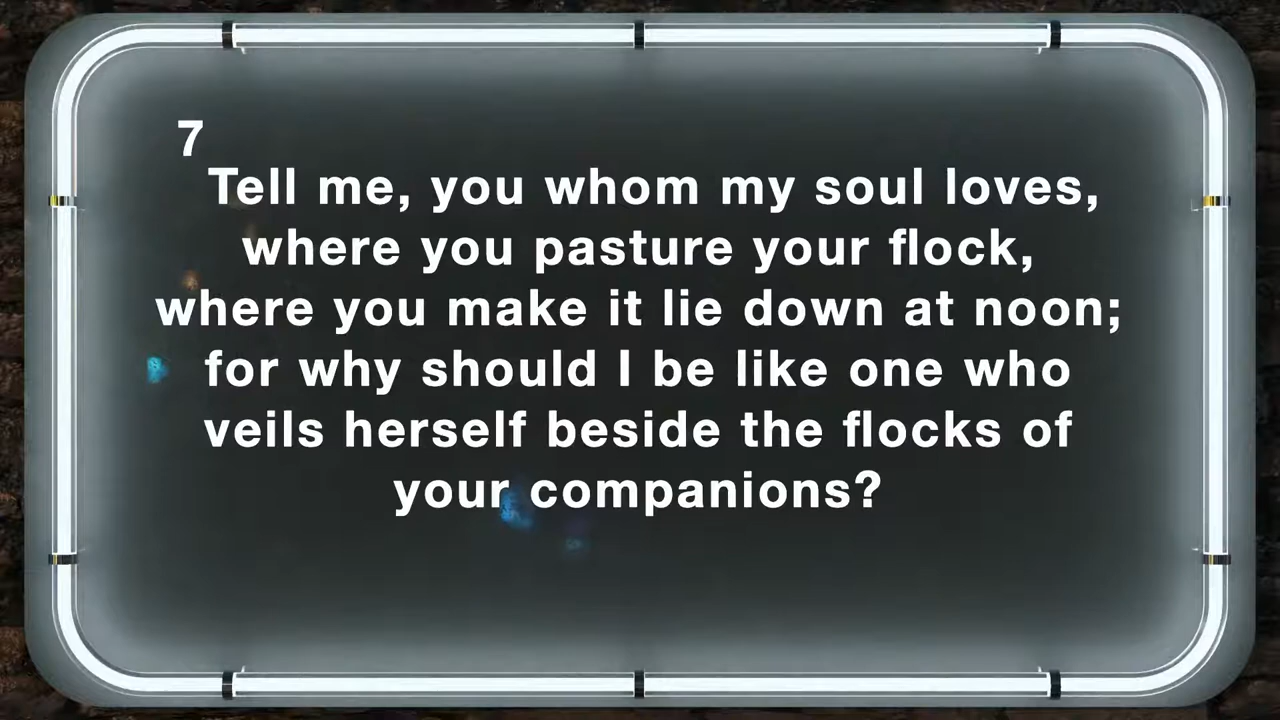 7
Tell me, you whom my soul loves,
where you pasture your flock,
where you make it lie down at noon;
for why should I be like one who
veils herself beside the flocks of
your companions?